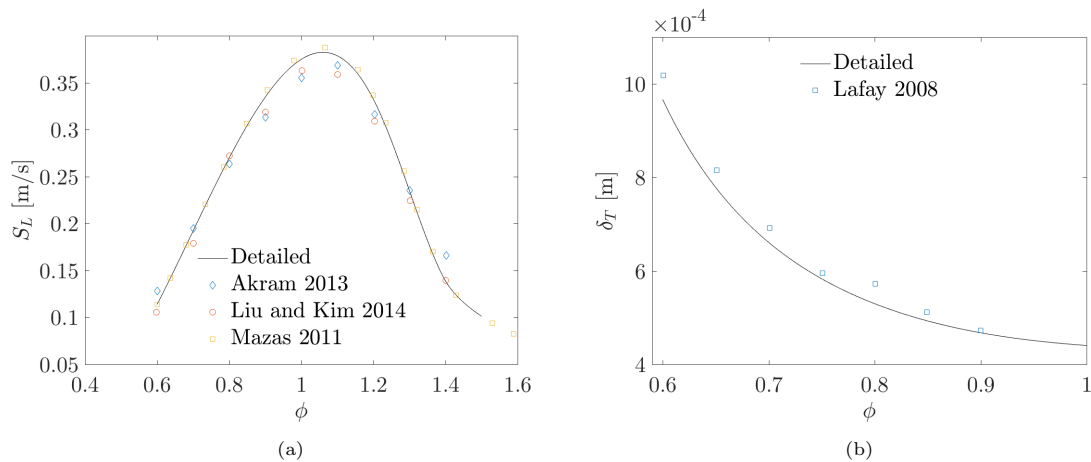 0.35
0.3
0.25
0.2
0.15
0.1
0.05
S_L [m/s]
Detailed
Akram 2013
Liu and Kim 2014
Mazas 2011
0.4 0.6 0.8 1 1.2 1.4 1.6
ϕ
(a)
×10⁻⁴
10
8
6
4
δ_T [m]
Detailed
Lafay 2008
0.6 0.7 0.8 0.9 1
ϕ
(b)